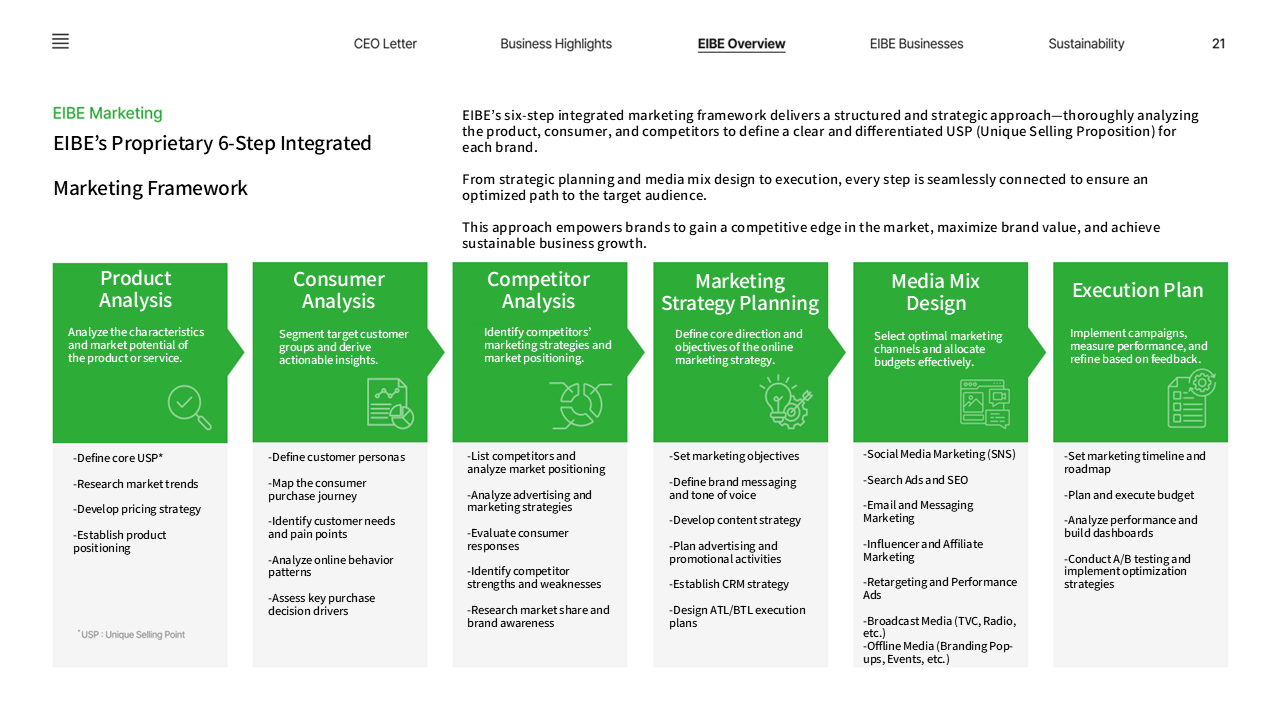 CEO Letter
Business Highlights
EIBE Overview
EIBE Businesses
Sustainability
21
EIBE Marketing
EIBE’s Proprietary 6-Step Integrated
Marketing Framework
EIBE’s six-step integrated marketing framework delivers a structured and strategic approach—thoroughly analyzing
the product, consumer, and competitors to define a clear and differentiated USP (Unique Selling Proposition) for
each brand.
From strategic planning and media mix design to execution, every step is seamlessly connected to ensure an
optimized path to the target audience.
This approach empowers brands to gain a competitive edge in the market, maximize brand value, and achieve
sustainable business growth.
Product
Analysis
Analyze the characteristics
and market potential of
the product or service.
-Define core USP*
-Research market trends
-Develop pricing strategy
-Establish product
positioning
*USP : Unique Selling Point
Consumer
Analysis
Segment target customer
groups and derive
actionable insights.
-Define customer personas
-Map the consumer
purchase journey
-Identify customer needs
and pain points
-Analyze online behavior
patterns
-Assess key purchase
decision drivers
Competitor
Analysis
Identify competitors’
marketing strategies and
market positioning.
-List competitors and
analyze market positioning
-Analyze advertising and
marketing strategies
-Evaluate consumer
responses
-Identify competitor
strengths and weaknesses
-Research market share and
brand awareness
Marketing
Strategy Planning
Define core direction and
objectives of the online
marketing strategy.
-Set marketing objectives
-Define brand messaging
and tone of voice
-Develop content strategy
-Plan advertising and
promotional activities
-Establish CRM strategy
-Design ATL/BTL execution
plans
Media Mix
Design
Select optimal marketing
channels and allocate
budgets effectively.
-Social Media Marketing (SNS)
-Search Ads and SEO
-Email and Messaging
Marketing
-Influencer and Affiliate
Marketing
-Retargeting and Performance
Ads
-Broadcast Media (TVC, Radio,
etc.)
-Offline Media (Branding Pop-
ups, Events, etc.)
Execution Plan
Implement campaigns,
measure performance, and
refine based on feedback.
-Set marketing timeline and
roadmap
-Plan and execute budget
-Analyze performance and
build dashboards
-Conduct A/B testing and
implement optimization
strategies